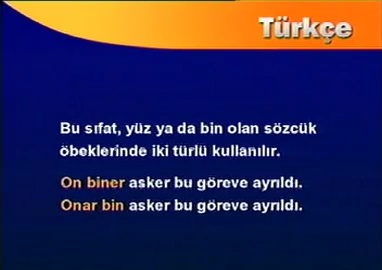 Türkçe
Bu sıfat, yüz ya da bin olan sözcük
öbeklerinde iki türlü kullanılır.
On biner asker bu göreve ayrıldı.
Onar bin asker bu göreve ayrıldı.